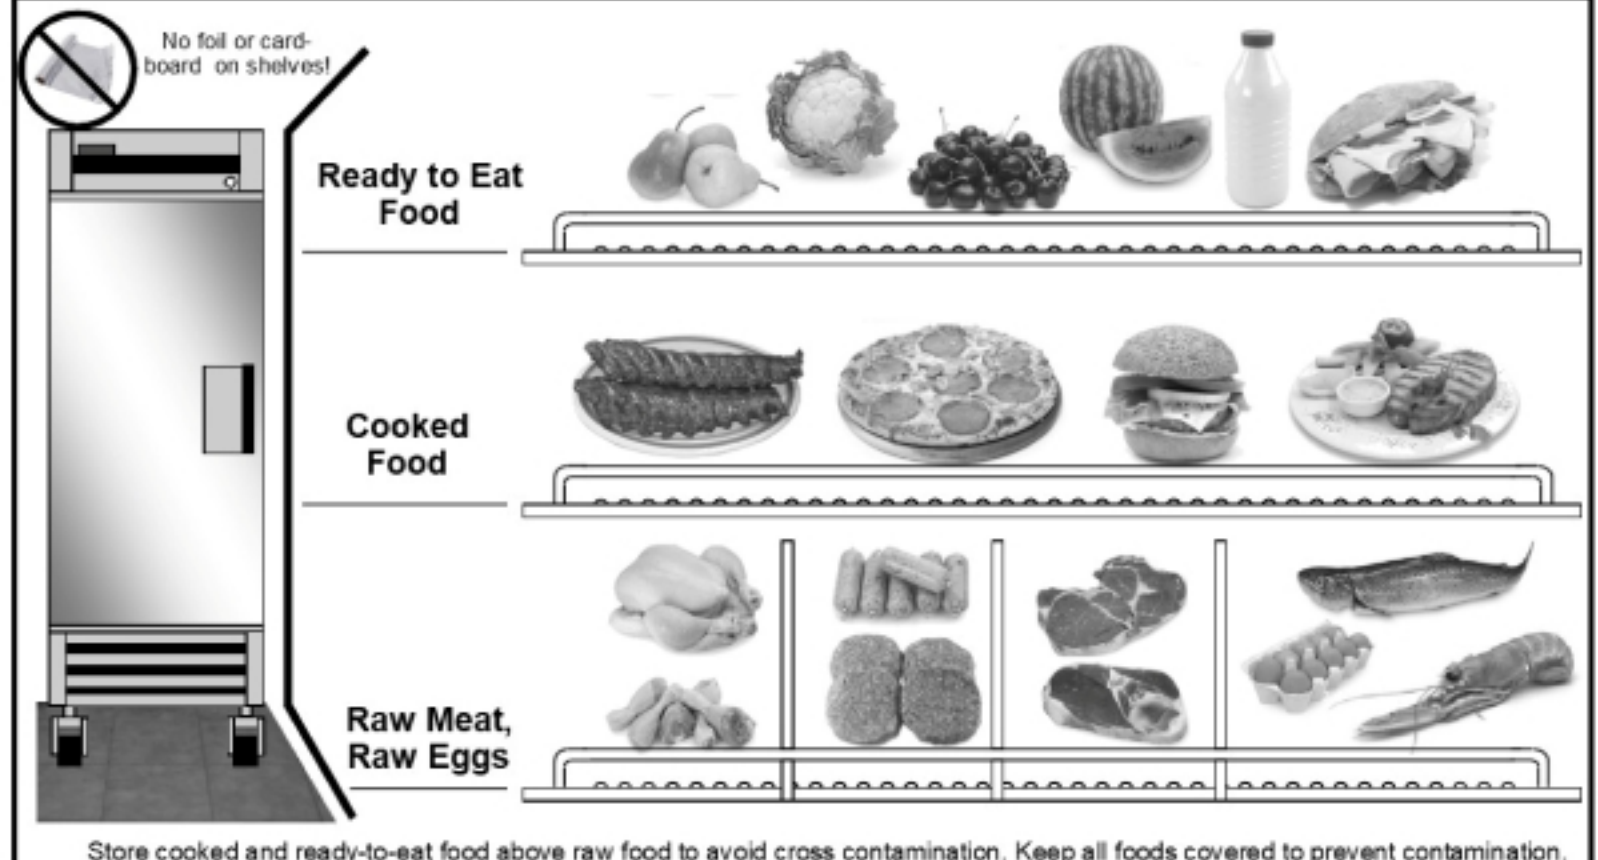 No foil or card-
board on shelves!
Ready to Eat
Food
Cooked
Food
Raw Meat,
Raw Eggs
Store cooked and ready-to-eat food above raw food to avoid cross contamination. Keep all foods covered to prevent contamination.